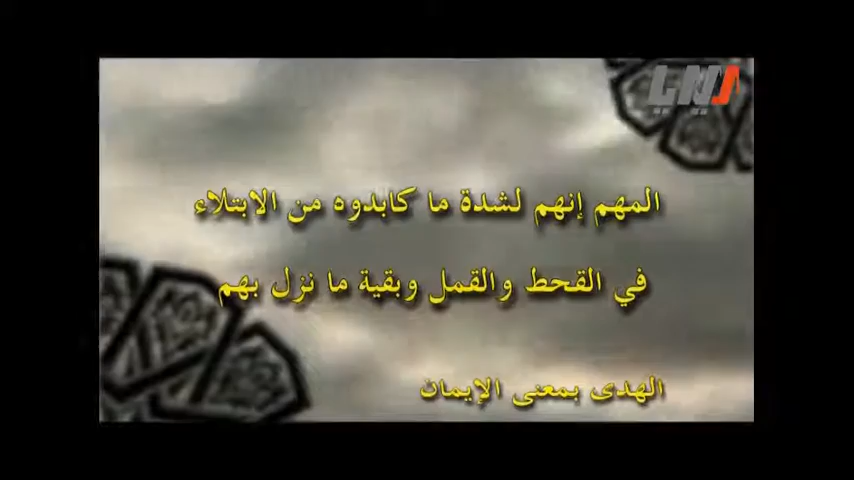 المهم إنهم لشدة ما كابدوه من الابتلاء
في القحط والقمل وبقية ما نزل بهم
الهدى بمعنى الإيمان